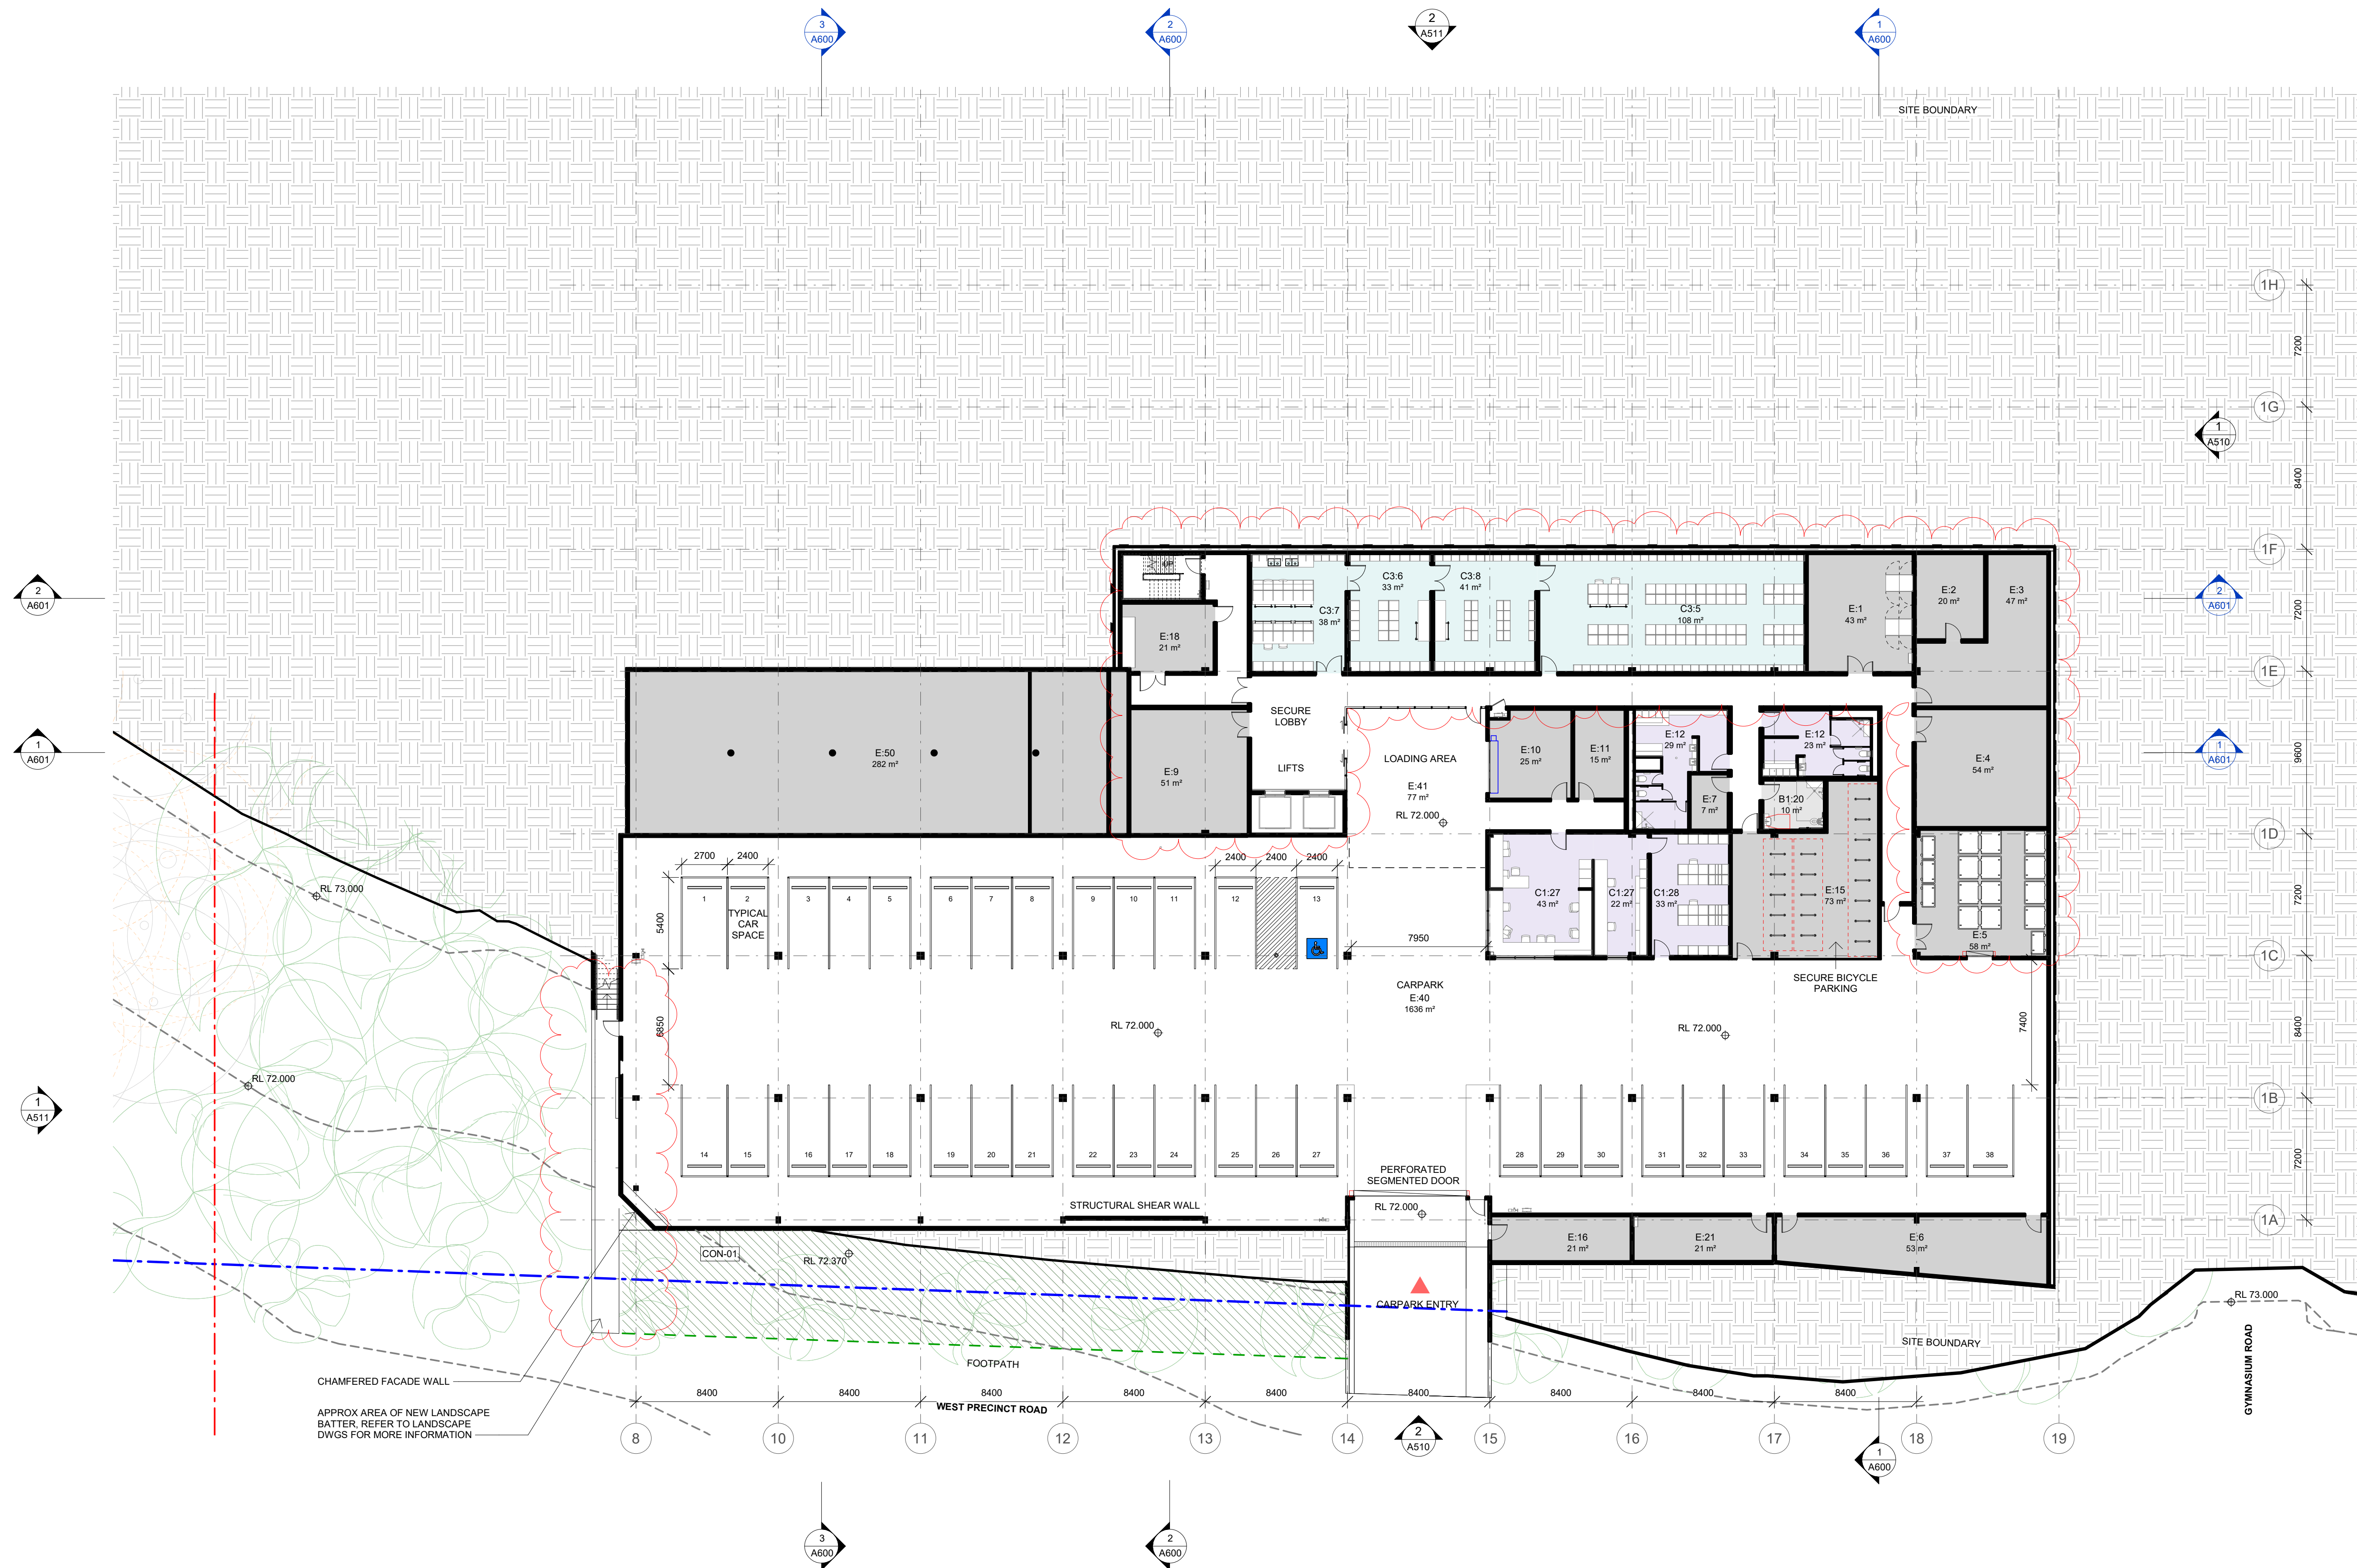 3
A600
2
A600
2
A511
1
A600
SITE BOUNDARY
1H
7200
1G
1
A510
8400
1F
UP
C3:7
38 m²
C3:6
33 m²
C3:8
41 m²
C3:5
108 m²
E:1
43 m²
E:2
20 m²
E:3
47 m²
2
A601
2
A601
7200
E:18
21 m²
1E
SECURE
LOBBY
LIFTS
LOADING AREA
E:41
77 m²
RL 72.000
E:50
282 m²
E:9
51 m²
E:10
25 m²
E:11
15 m²
E:12
29 m²
E:12
23 m²
E:7
7 m²
B1:20
10 m²
E:4
54 m²
1
A601
1
A601
9600
1D
2700
2400
2400
2400
2400
RL 73.000
5400
1
2
TYPICAL
CAR
SPACE
3
4
5
6
7
8
9
10
11
12
13
C1:27
43 m²
C1:27
22 m²
C1:28
33 m²
E:15
73 m²
E:5
58 m²
7200
7950
1C
SECURE BICYCLE
PARKING
CARPARK
E:40
1636 m²
6850
RL 72.000
RL 72.000
7400
8400
RL 72.000
1
A511
1B
14
15
16
17
18
19
20
21
22
23
24
25
26
27
28
29
30
31
32
33
34
35
36
37
38
7200
PERFORATED
SEGMENTED DOOR
STRUCTURAL SHEAR WALL
RL 72.000
1A
E:16
21 m²
E:21
21 m²
E:6
53 m²
CON-01
RL 72.370
CARPARK ENTRY
RL 73.000
SITE BOUNDARY
GYMNASIUM ROAD
FOOTPATH
CHAMFERED FACADE WALL
8400
8400
8400
8400
8400
8400
8400
8400
8400
WEST PRECINCT ROAD
APPROX AREA OF NEW LANDSCAPE
BATTER, REFER TO LANDSCAPE
DWGS FOR MORE INFORMATION
8
10
11
12
13
14
2
A510
15
16
17
1
A600
18
19
3
A600
2
A600